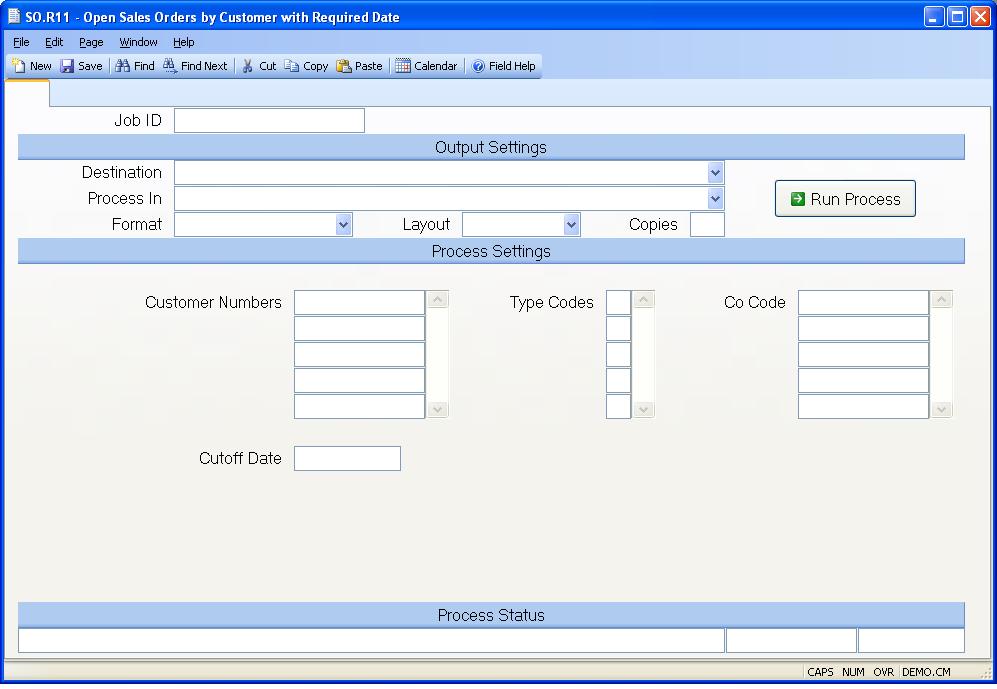 SO.R11 - Open Sales Orders by Customer with Required Date
File Edit Page Window Help
New Save Find Find Next Cut Copy Paste Calendar Field Help
Job ID
Output Settings
Destination
Process In
Run Process
Format Layout Copies
Process Settings
Customer Numbers Type Codes Co Code
Cutoff Date
Process Status
CAPS NUM OVR DEMO.CM